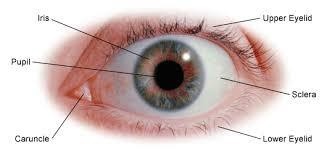 Iris
Upper Eyelid
Pupil
Sclera
Caruncle
Lower Eyelid